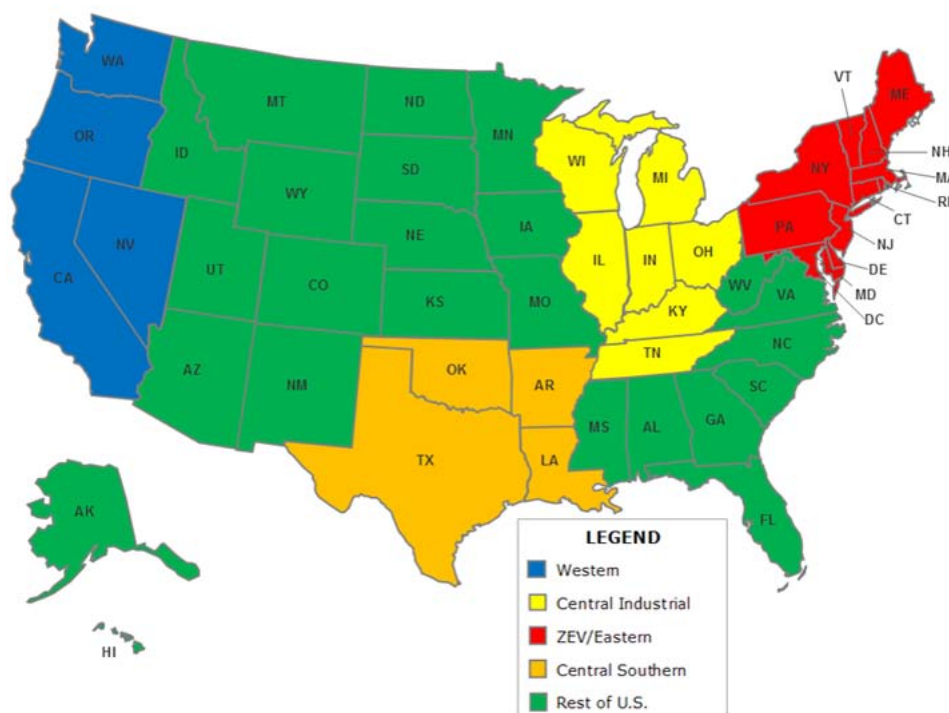 WA
VT
ME
MT
ND
OR
MN
NH
ID
WI
MA
SD
NY
MI
WY
RI
CT
IA
PA
NE
NV
NJ
OH
IL
IN
UT
DE
CA
CO
WV
MD
VA
KS
MO
DC
KY
NC
TN
OK
AZ
AR
NM
SC
MS
AL
GA
TX
LA
AK
FL
HI
LEGEND
Western
Central Industrial
ZEV/Eastern
Central Southern
Rest of U.S.